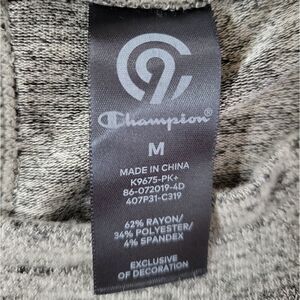 C9
Champion®
M
MADE IN CHINA
K9675-PK+
86-072019-4D
407P31-C319
62% RAYON/
34% POLYESTER/
4% SPANDEX
EXCLUSIVE
OF DECORATION